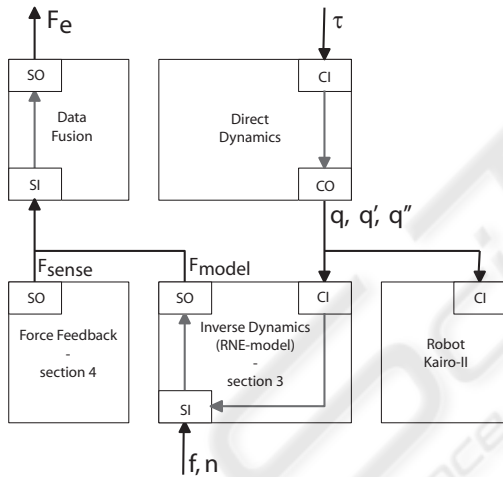 Fe
τ
SO
CI
Data
Fusion
Direct
Dynamics
SI
CO
q, q', q''
Fsense
Fmodel
SO
SO
CI
CI
Force Feedback
-
section 4
Inverse Dynamics
(RNE-model)
-
section 3
Robot
Kairo-II
SI
f, n